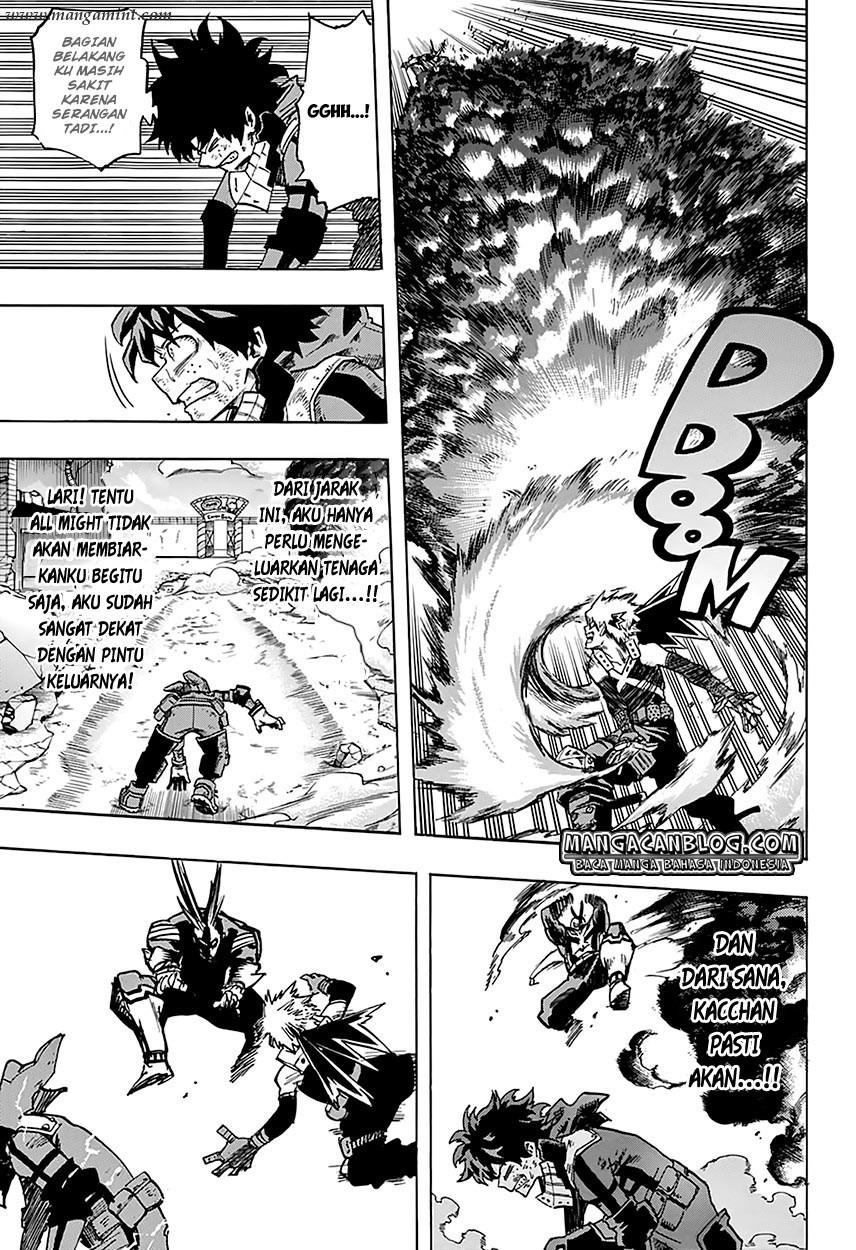 www.mangamint.com
DDOOOM
GGHH...!
BAGIAN
BELAKANG
KU MASIH
SAKIT
KARENA
SERANGAN
TADI...!
DARI JARAK
INI, AKU HANYA
PERLU MENGE-
LUARKAN TENAGA
SEDIKIT LAGI...!!
LARI! TENTU
ALL MIGHT TIDAK
AKAN MEMBIAR-
KANKU BEGITU
SAJA, AKU SUDAH
SANGAT DEKAT
DENGAN PINTU
KELUARNYA!
MANGACANBLOG.COM
BACA MANGA BAHASA INDONESIA
DAN
DARI SANA,
KACCHAN
PASTI
AKAN...!!